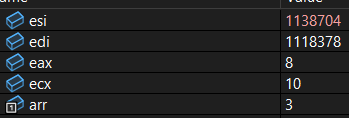 esi 1138704
edi 1118378
eax 8
ecx 10
arr 3